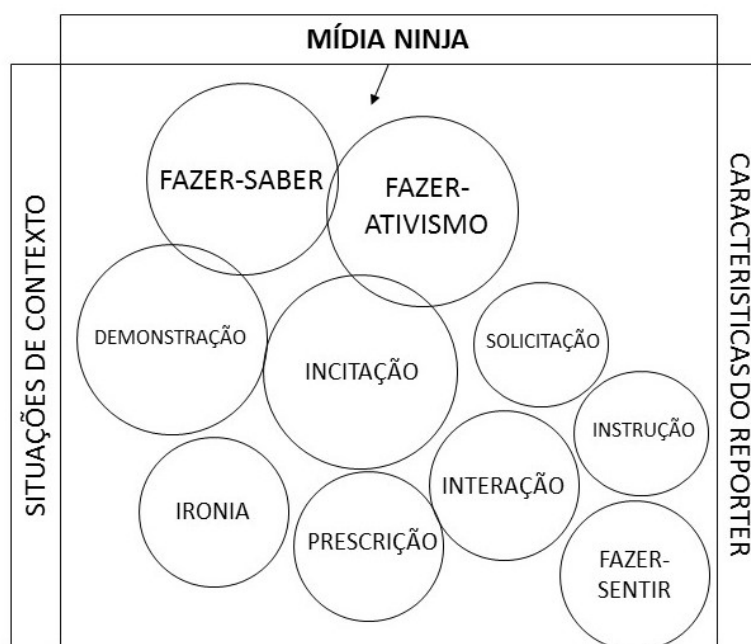 MÍDIA NINJA
SITUAÇÕES DE CONTEXTO
FAZER-SABER
FAZER-
ATIVISMO
DEMONSTRAÇÃO
INCITAÇÃO
SOLICITAÇÃO
INSTRUÇÃO
IRONIA
PRESCRIÇÃO
INTERAÇÃO
FAZER-
SENTIR
CARACTERISTICAS DO REPORTER